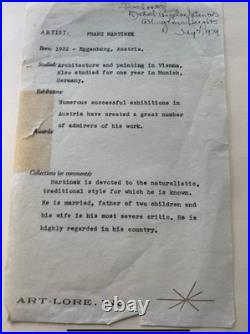 ARTIST: FRANZ MARTINEK
Born: 1922 - Eggenburg, Austria.
Studied: Architecture and painting in Vienna.
Also studied for one year in Munich,
Germany.
Exhibitions:
Numerous successful exhibitions in
Austria have created a great number
of admirers of his work.
Awards:
Collections (or comments):
Martinek is devoted to the naturalistic,
traditional style for which he is known.
He is married, father of two children and
his wife is his most severe critic. He is
highly regarded in his country.
ART·LORE,